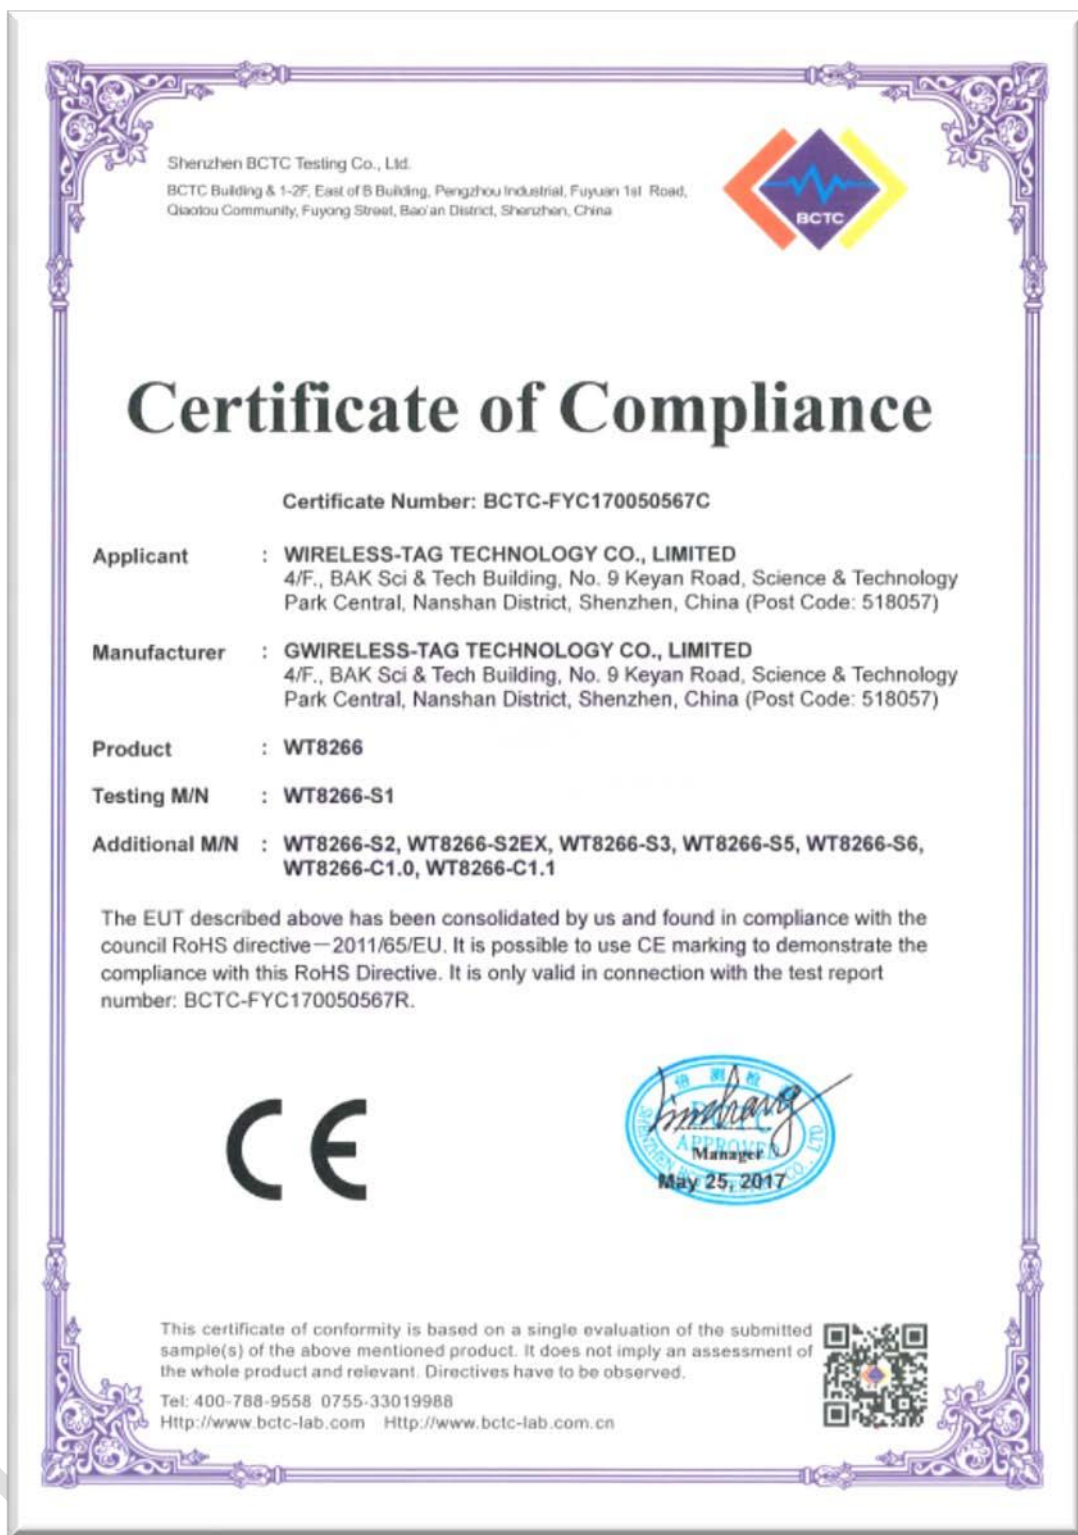 Shenzhen BCTC Testing Co., Ltd.
BCTC Building & 1-2F, East of B Building, Pengzhou Industrial, Fuyuan 1st Road,
Qiaotou Community, Fuyong Street, Bao'an District, Shenzhen, China
BCTC
Certificate of Compliance
Certificate Number: BCTC-FYC170050567C
Applicant : WIRELESS-TAG TECHNOLOGY CO., LIMITED
4/F., BAK Sci & Tech Building, No. 9 Keyan Road, Science & Technology
Park Central, Nanshan District, Shenzhen, China (Post Code: 518057)
Manufacturer : GWIRELESS-TAG TECHNOLOGY CO., LIMITED
4/F., BAK Sci & Tech Building, No. 9 Keyan Road, Science & Technology
Park Central, Nanshan District, Shenzhen, China (Post Code: 518057)
Product : WT8266
Testing M/N : WT8266-S1
Additional M/N : WT8266-S2, WT8266-S2EX, WT8266-S3, WT8266-S5, WT8266-S6,
WT8266-C1.0, WT8266-C1.1
The EUT described above has been consolidated by us and found in compliance with the
council RoHS directive—2011/65/EU. It is possible to use CE marking to demonstrate the
compliance with this RoHS Directive. It is only valid in connection with the test report
number: BCTC-FYC170050567R.
CE
倍测检
SHENZHEN CO., LTD
APPROVED
Manager
May 25, 2017
This certificate of conformity is based on a single evaluation of the submitted
sample(s) of the above mentioned product. It does not imply an assessment of
the whole product and relevant. Directives have to be observed.
Tel: 400-788-9558 0755-33019988
Http://www.bctc-lab.com Http://www.bctc-lab.com.cn